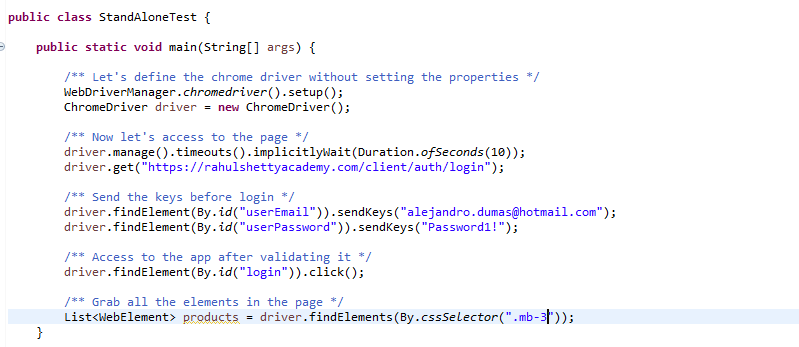 public class StandAloneTest {
public static void main(String[] args) {
/** Let's define the chrome driver without setting the properties */
WebDriverManager.chromedriver().setup();
ChromeDriver driver = new ChromeDriver();
/** Now let's access to the page */
driver.manage().timeouts().implicitlyWait(Duration.ofSeconds(10));
driver.get("https://rahulshettyacademy.com/client/auth/login");
/** Send the keys before login */
driver.findElement(By.id("userEmail")).sendKeys("alejandro.dumas@hotmail.com");
driver.findElement(By.id("userPassword")).sendKeys("Password1!");
/** Access to the app after validating it */
driver.findElement(By.id("login")).click();
/** Grab all the elements in the page */
List<WebElement> products = driver.findElements(By.cssSelector(".mb-3"));
}